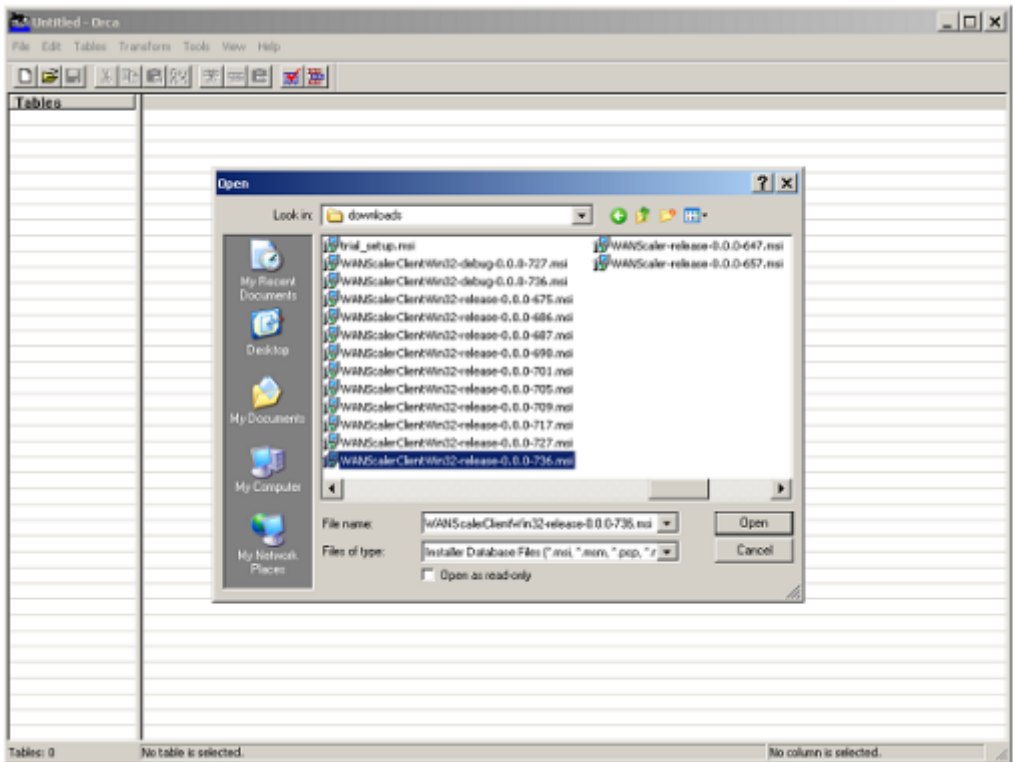 Untitled - Orca
File Edit Tables Transform Tools View Help
Tables
Open
Look in: downloads
My Recent Documents
Desktop
My Documents
My Computer
My Network Places
trial_setup.msi
WANScalerClientWin32-debug-0.0.0-727.msi
WANScalerClientWin32-debug-0.0.0-736.msi
WANScalerClientWin32-release-0.0.0-675.msi
WANScalerClientWin32-release-0.0.0-686.msi
WANScalerClientWin32-release-0.0.0-687.msi
WANScalerClientWin32-release-0.0.0-698.msi
WANScalerClientWin32-release-0.0.0-701.msi
WANScalerClientWin32-release-0.0.0-705.msi
WANScalerClientWin32-release-0.0.0-709.msi
WANScalerClientWin32-release-0.0.0-717.msi
WANScalerClientWin32-release-0.0.0-727.msi
WANScalerClientWin32-release-0.0.0-736.msi
WANScaler-release-0.0.0-647.msi
WANScaler-release-0.0.0-657.msi
File name: WANScalerClientWin32-release-0.0.0-736.msi Open
Files of type: Installer Database Files (*.msi, *.msm, *.pcp, *.r Cancel
Open as read-only
Tables: 0 No table is selected. No column is selected.